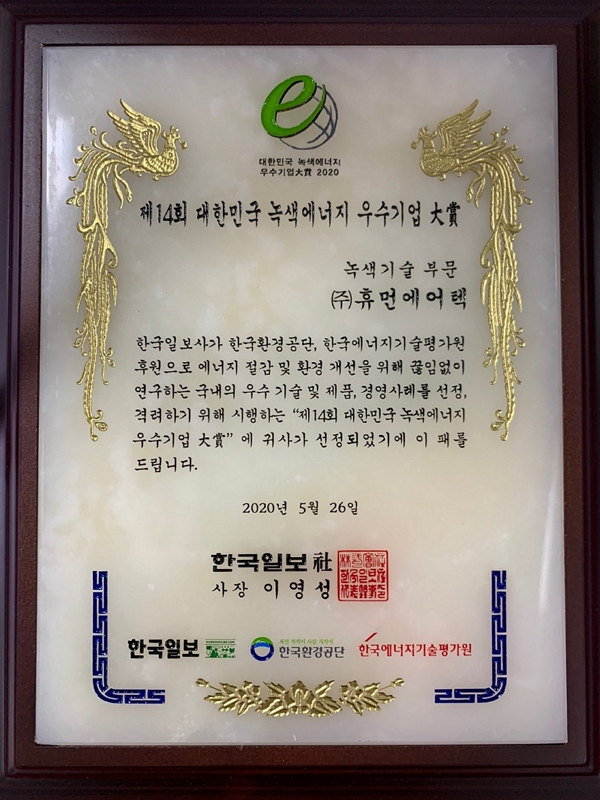 대한민국 녹색에너지
우수기업大賞 2020
제14회 대한민국 녹색에너지 우수기업 大賞
녹색기술 부문
㈜휴먼에어텍
한국일보사가 한국환경공단, 한국에너지기술평가원
후원으로 에너지 절감 및 환경 개선을 위해 끊임없이
연구하는 국내의 우수 기술 및 제품, 경영사례를 선정,
격려하기 위해 시행하는 “제14회 대한민국 녹색에너지
우수기업 大賞” 에 귀사가 선정되었기에 이 패를
드립니다.
2020년 5월 26일
한국일보社
사장 이영성
한국일보
한국환경공단
한국에너지기술평가원